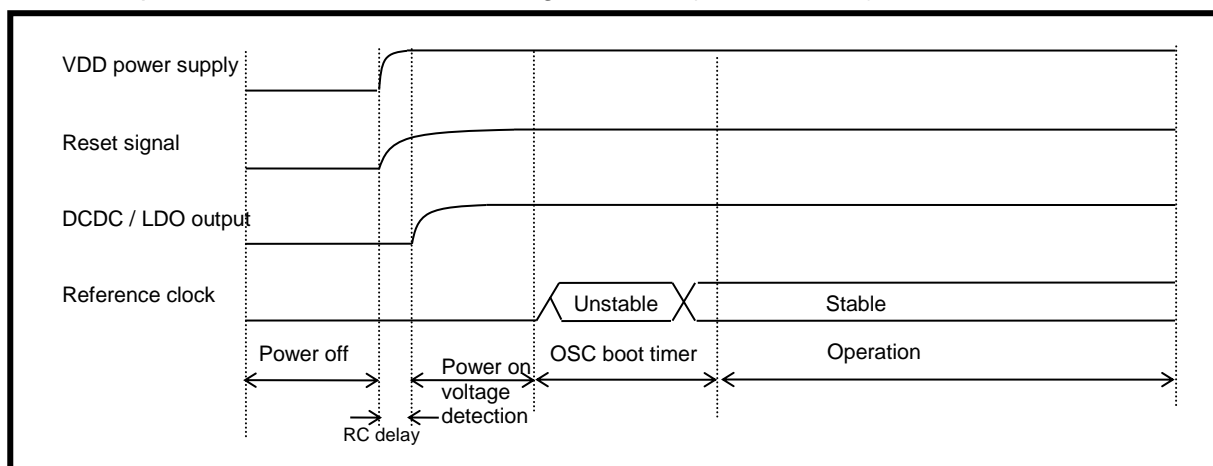 VDD power supply
Reset signal
DCDC / LDO output
Reference clock
Unstable
Stable
Power off
Power on
voltage
detection
OSC boot timer
Operation
RC delay